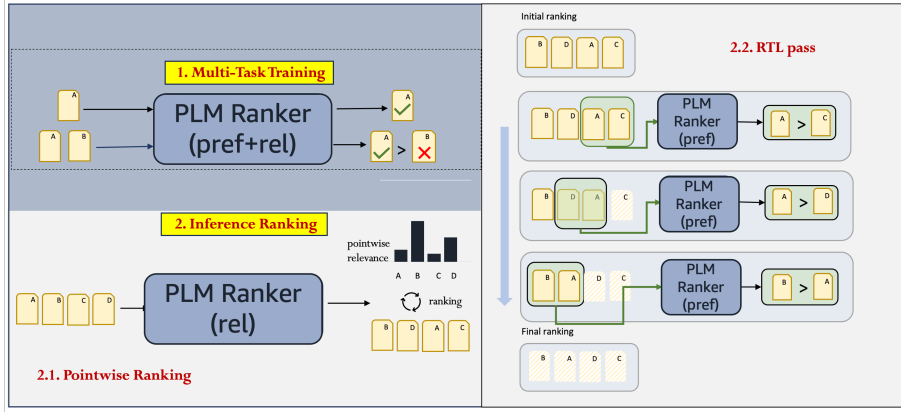 1. Multi-Task Training
A
A B
PLM Ranker
(pref+rel)
A
A > B
2. Inference Ranking
pointwise
relevance
A B C D
A B C D
PLM Ranker
(rel)
ranking
B D A C
2.1. Pointwise Ranking
Initial ranking
B D A C
2.2. RTL pass
B D A C
PLM
Ranker
(pref)
A > C
B D A C
PLM
Ranker
(pref)
A > D
B A D C
PLM
Ranker
(pref)
B > A
Final ranking
B A D C